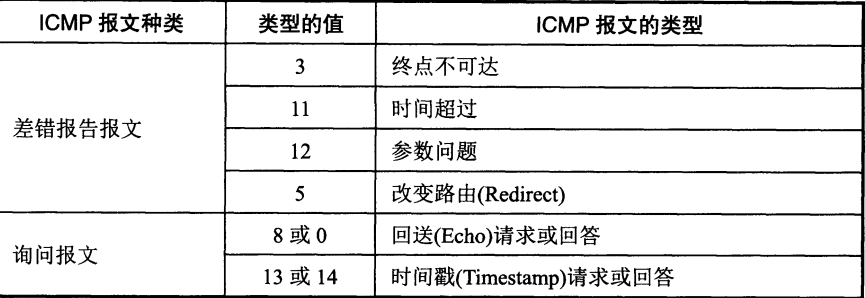 ICMP 报文种类 类型的值 ICMP 报文的类型
差错报告报文
3 终点不可达
11 时间超过
12 参数问题
5 改变路由(Redirect)
询问报文
8 或 0 回送(Echo)请求或回答
13 或 14 时间戳(Timestamp)请求或回答